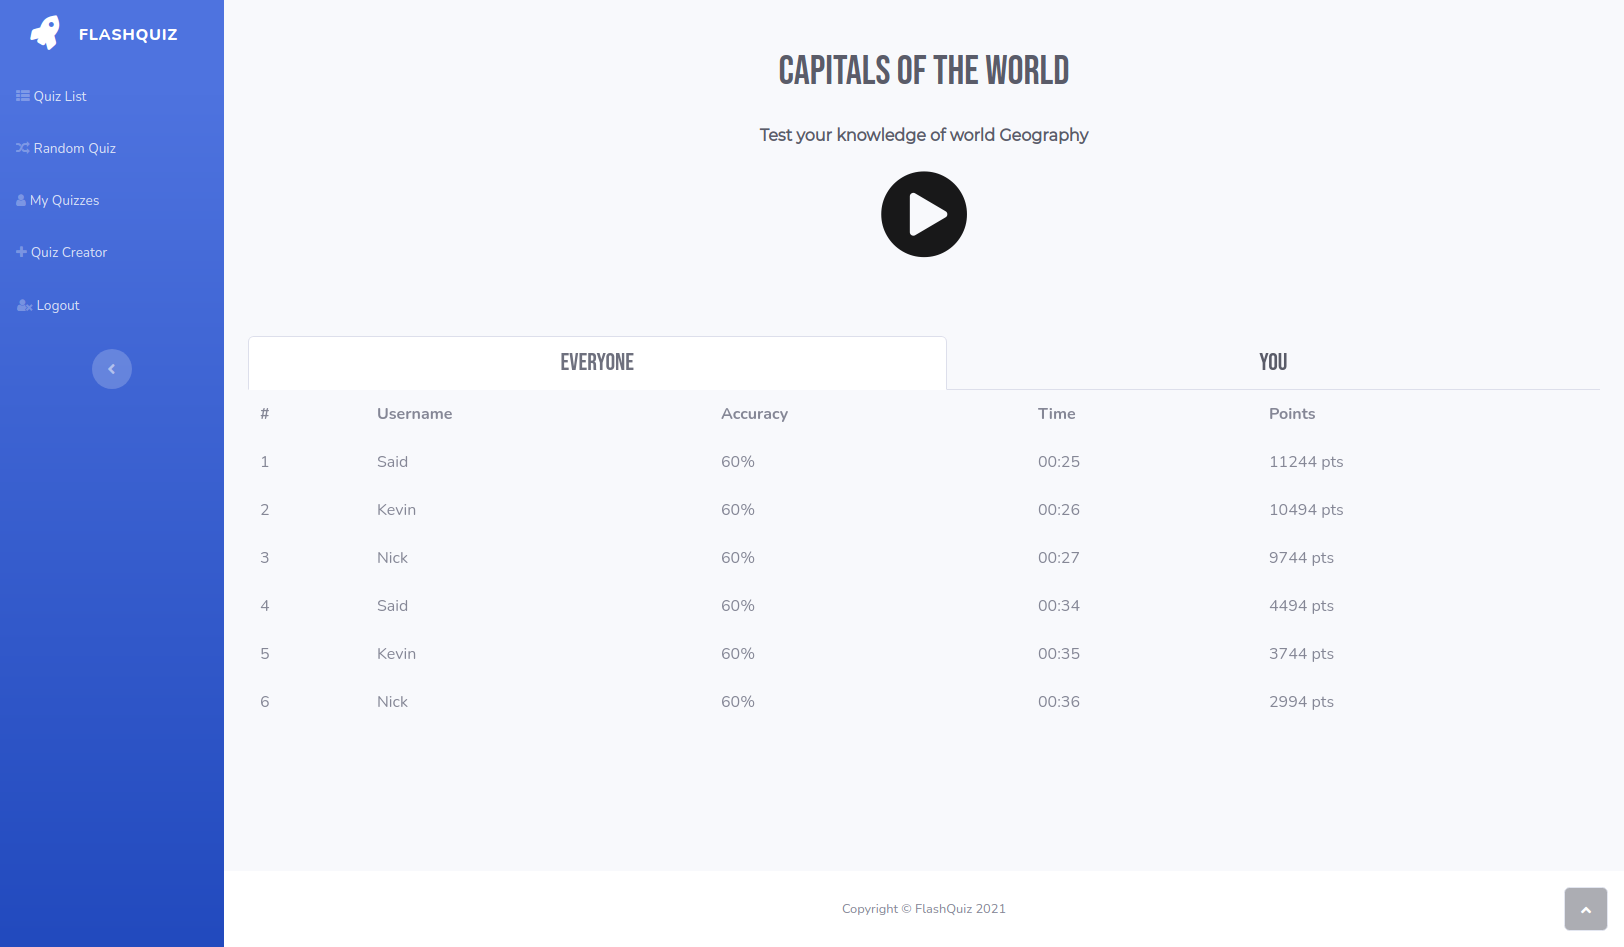 FLASHQUIZ
Quiz List
Random Quiz
My Quizzes
Quiz Creator
Logout
CAPITALS OF THE WORLD
Test your knowledge of world Geography
EVERYONE YOU
# Username Accuracy Time Points
1 Said 60% 00:25 11244 pts
2 Kevin 60% 00:26 10494 pts
3 Nick 60% 00:27 9744 pts
4 Said 60% 00:34 4494 pts
5 Kevin 60% 00:35 3744 pts
6 Nick 60% 00:36 2994 pts
Copyright © FlashQuiz 2021